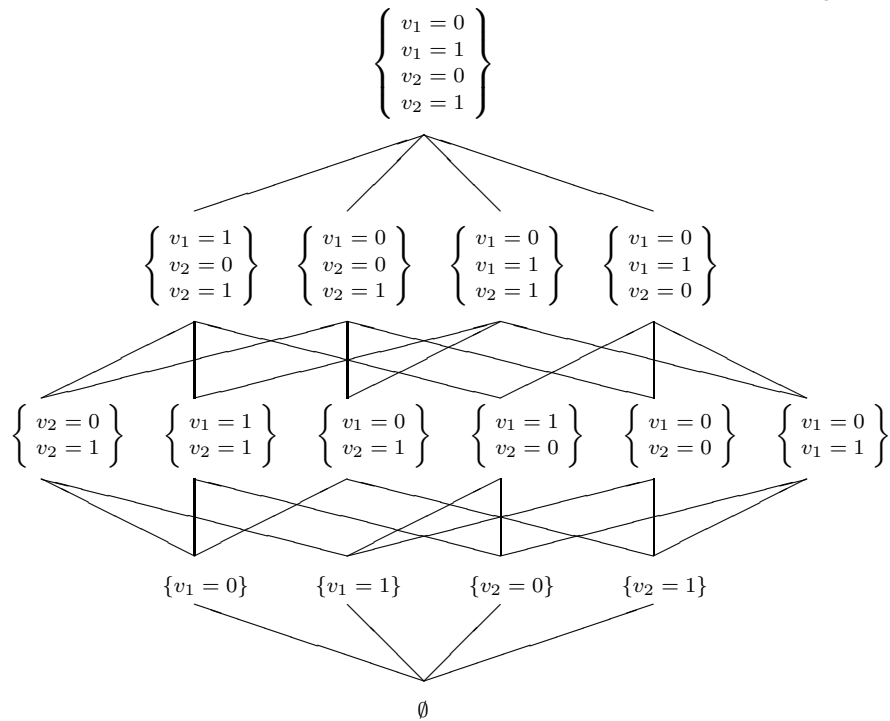 v₁ = 0
v₁ = 1
v₂ = 0
v₂ = 1
v₁ = 1 v₁ = 0 v₁ = 0 v₁ = 0
v₂ = 0 v₂ = 0 v₁ = 1 v₁ = 1
v₂ = 1 v₂ = 1 v₂ = 1 v₂ = 0
v₂ = 0 v₁ = 1 v₁ = 0 v₁ = 1 v₁ = 0 v₁ = 0
v₂ = 1 v₂ = 1 v₂ = 1 v₂ = 0 v₂ = 0 v₁ = 1
{v₁ = 0} {v₁ = 1} {v₂ = 0} {v₂ = 1}
∅